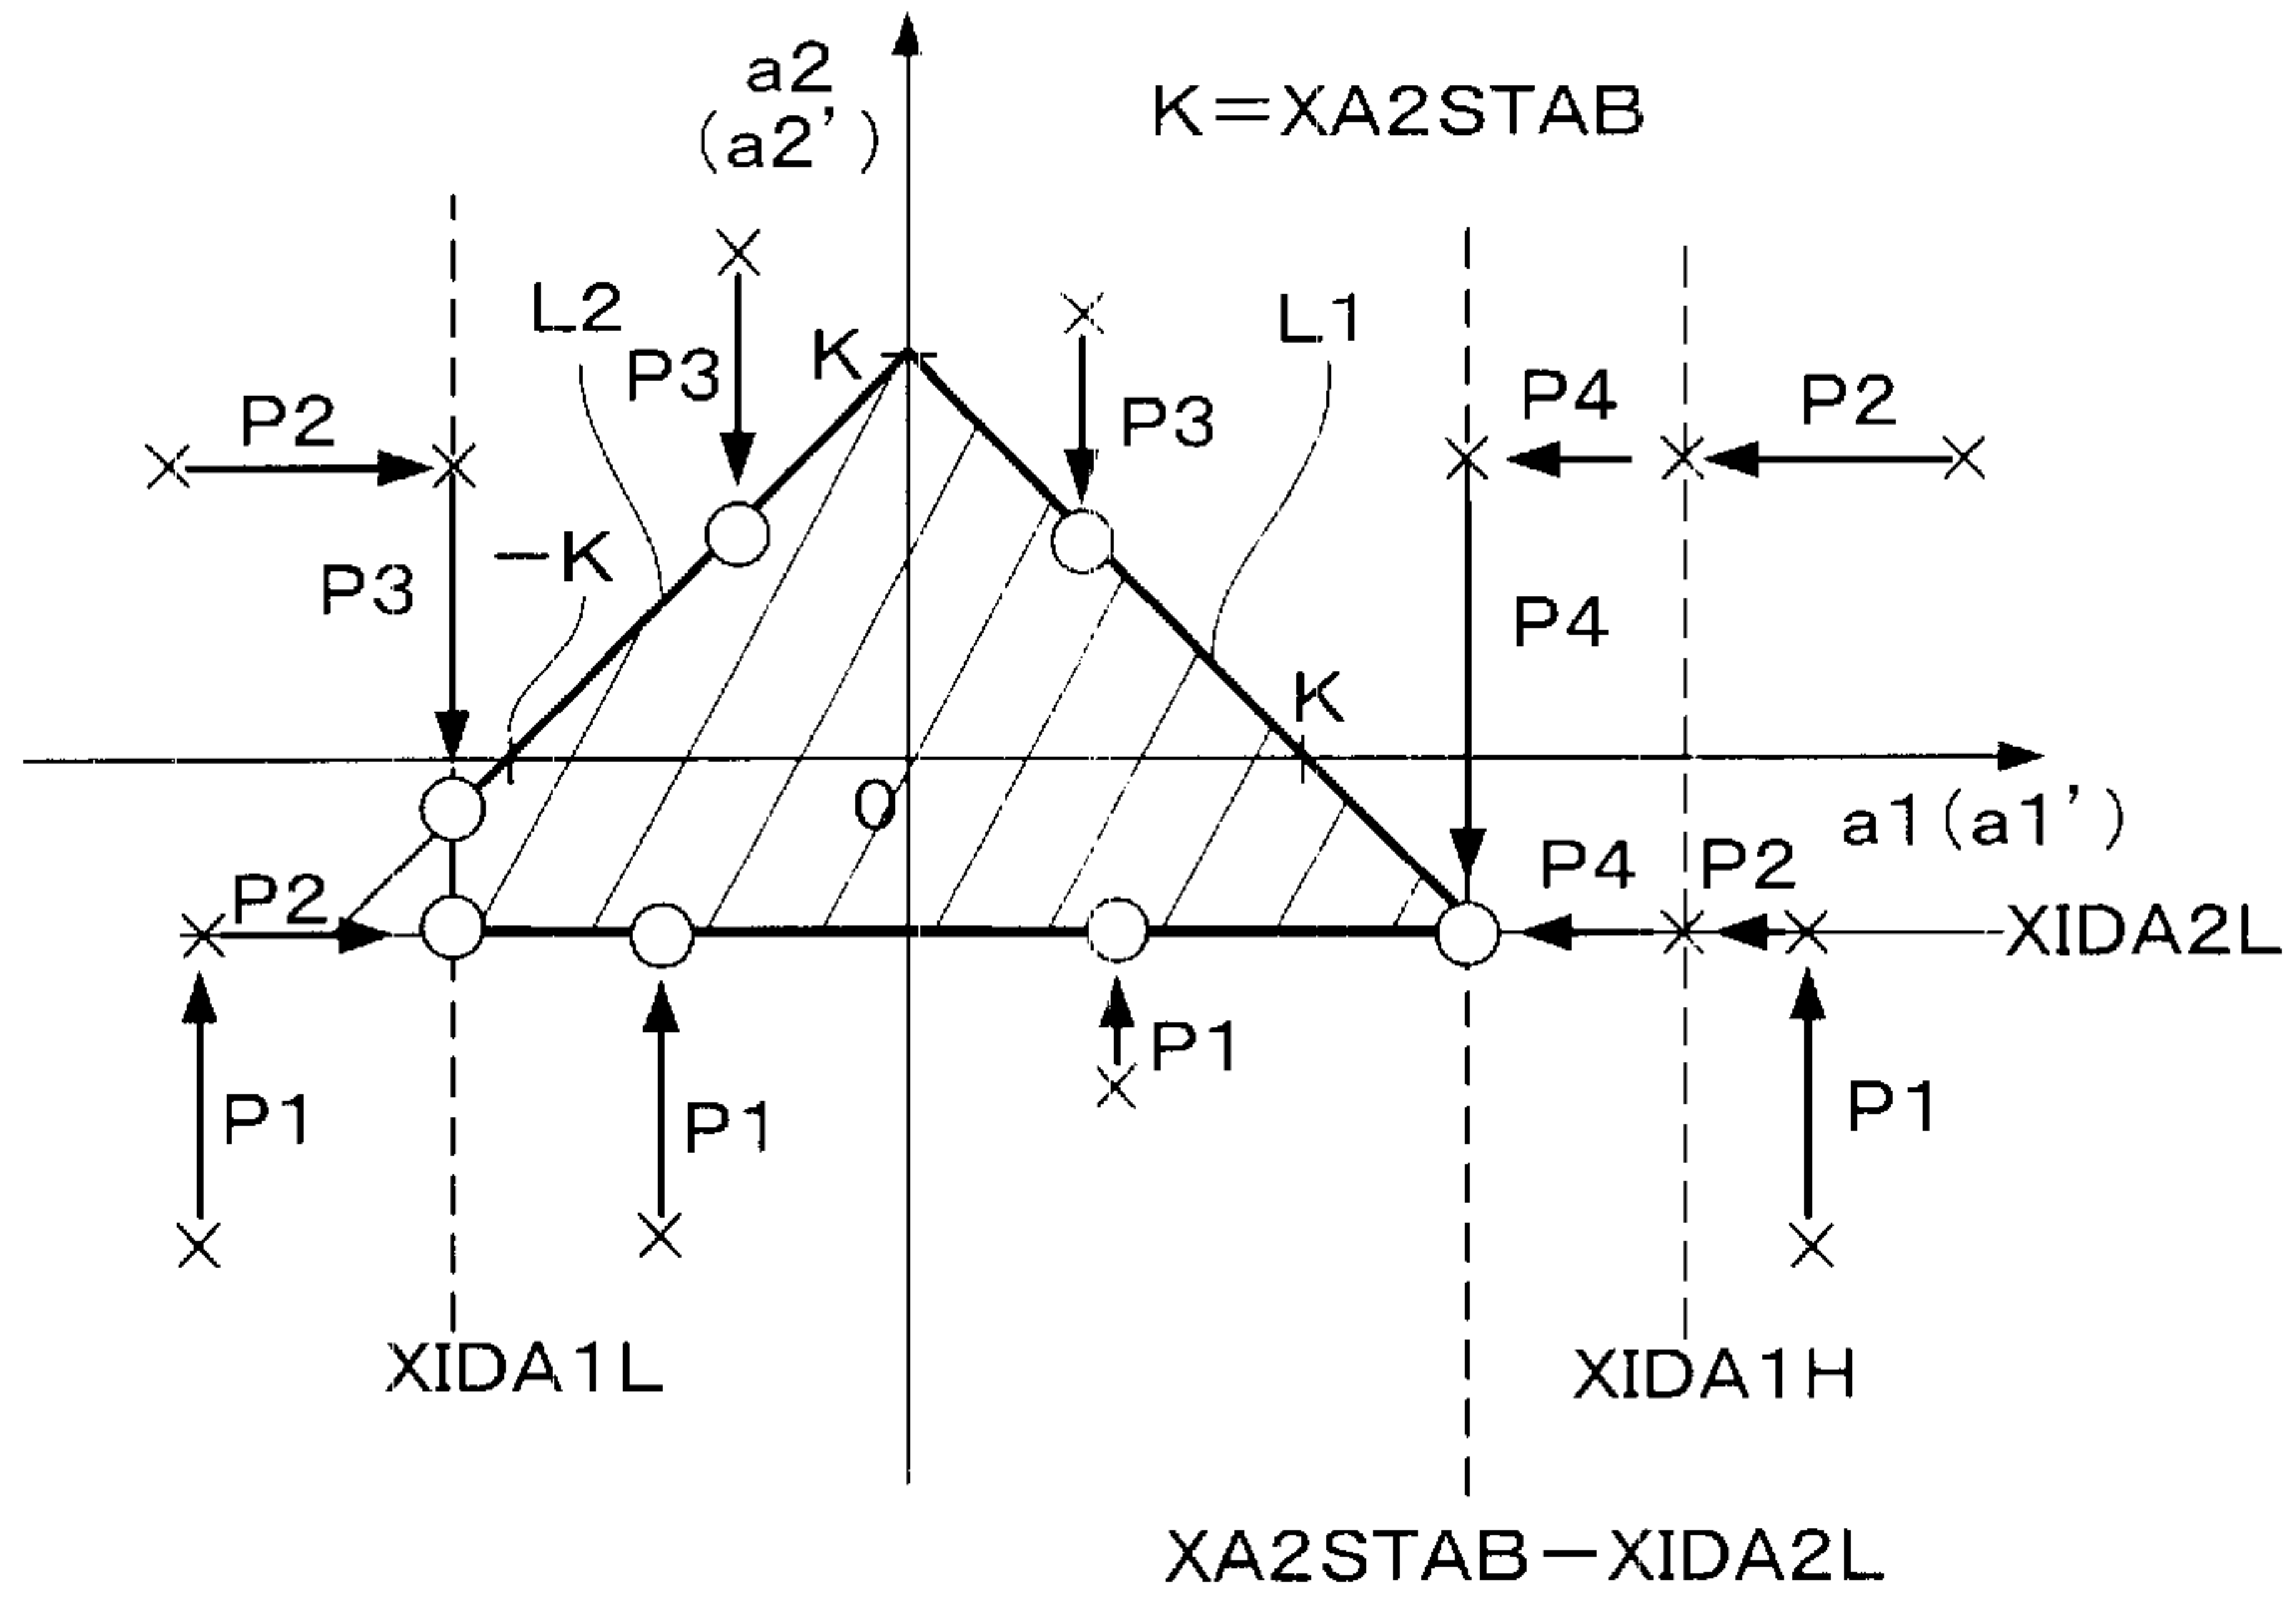 a2
(a2')
K=XA2STAB
L2
L1
P3
K
P3
P4
P2
P2
-K
P3
P4
K
0
a1(a1')
P2
P4
P2
XIDA2L
P1
P1
P1
P1
XIDA1L
XIDA1H
XA2STAB-XIDA2L